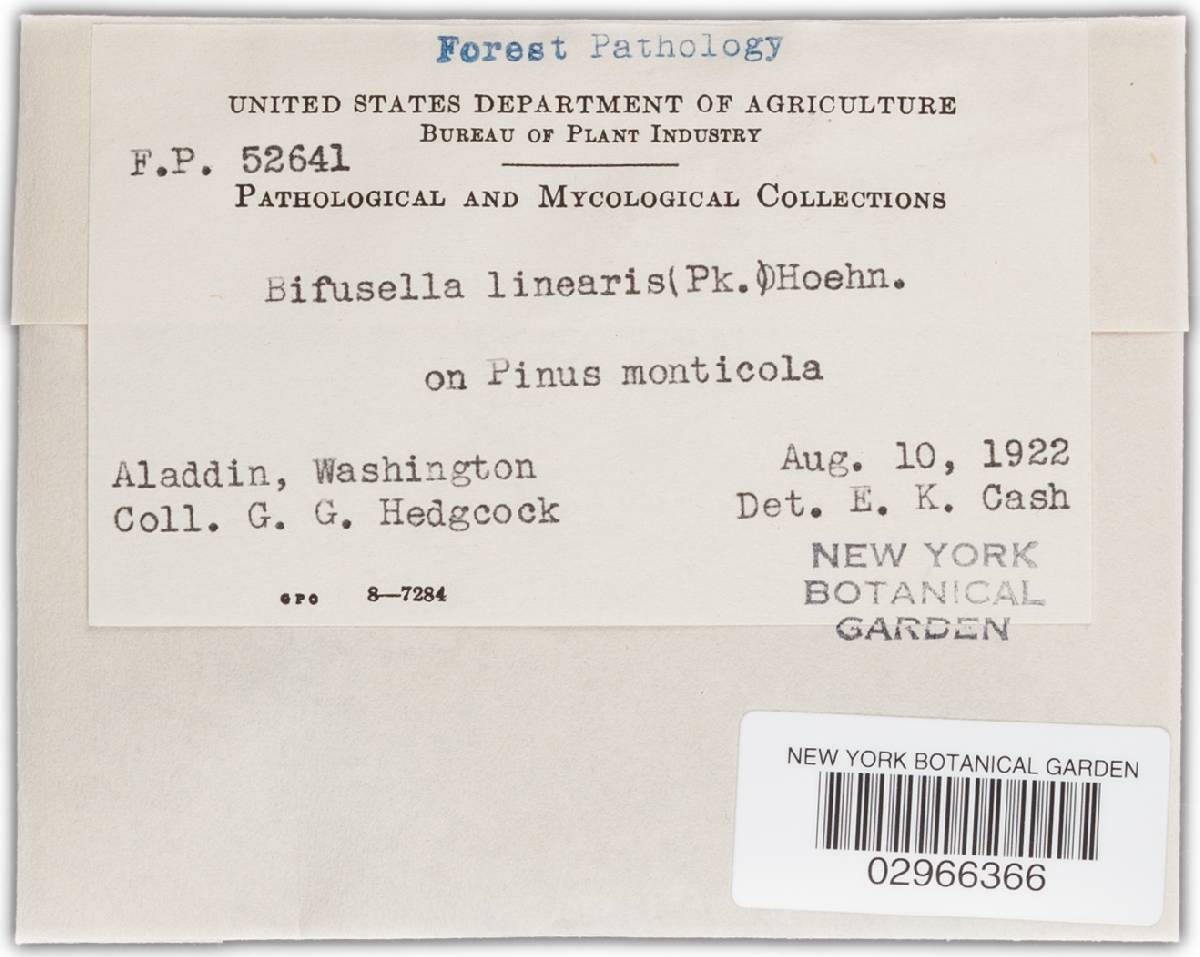 Forest Pathology
UNITED STATES DEPARTMENT OF AGRICULTURE
BUREAU OF PLANT INDUSTRY
F.P. 52641
PATHOLOGICAL AND MYCOLOGICAL COLLECTIONS
Bifusella linearis(Pk.)Hoehn.
on Pinus monticola
Aladdin, Washington Aug. 10, 1922
Coll. G. G. Hedgcock Det. E. K. Cash
NEW YORK
BOTANICAL
GARDEN
GPO 8—7284
NEW YORK BOTANICAL GARDEN
02966366